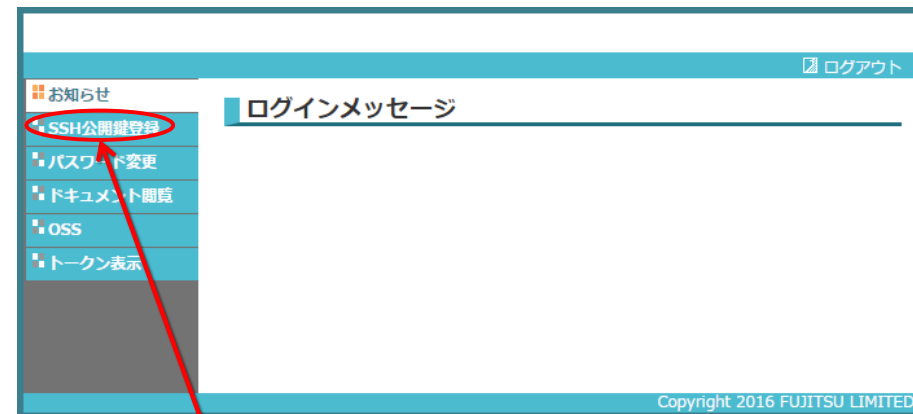 ログアウト
お知らせ
ログインメッセージ
SSH公開鍵登録
パスワード変更
ドキュメント閲覧
OSS
トークン表示
Copyright 2016 FUJITSU LIMITED